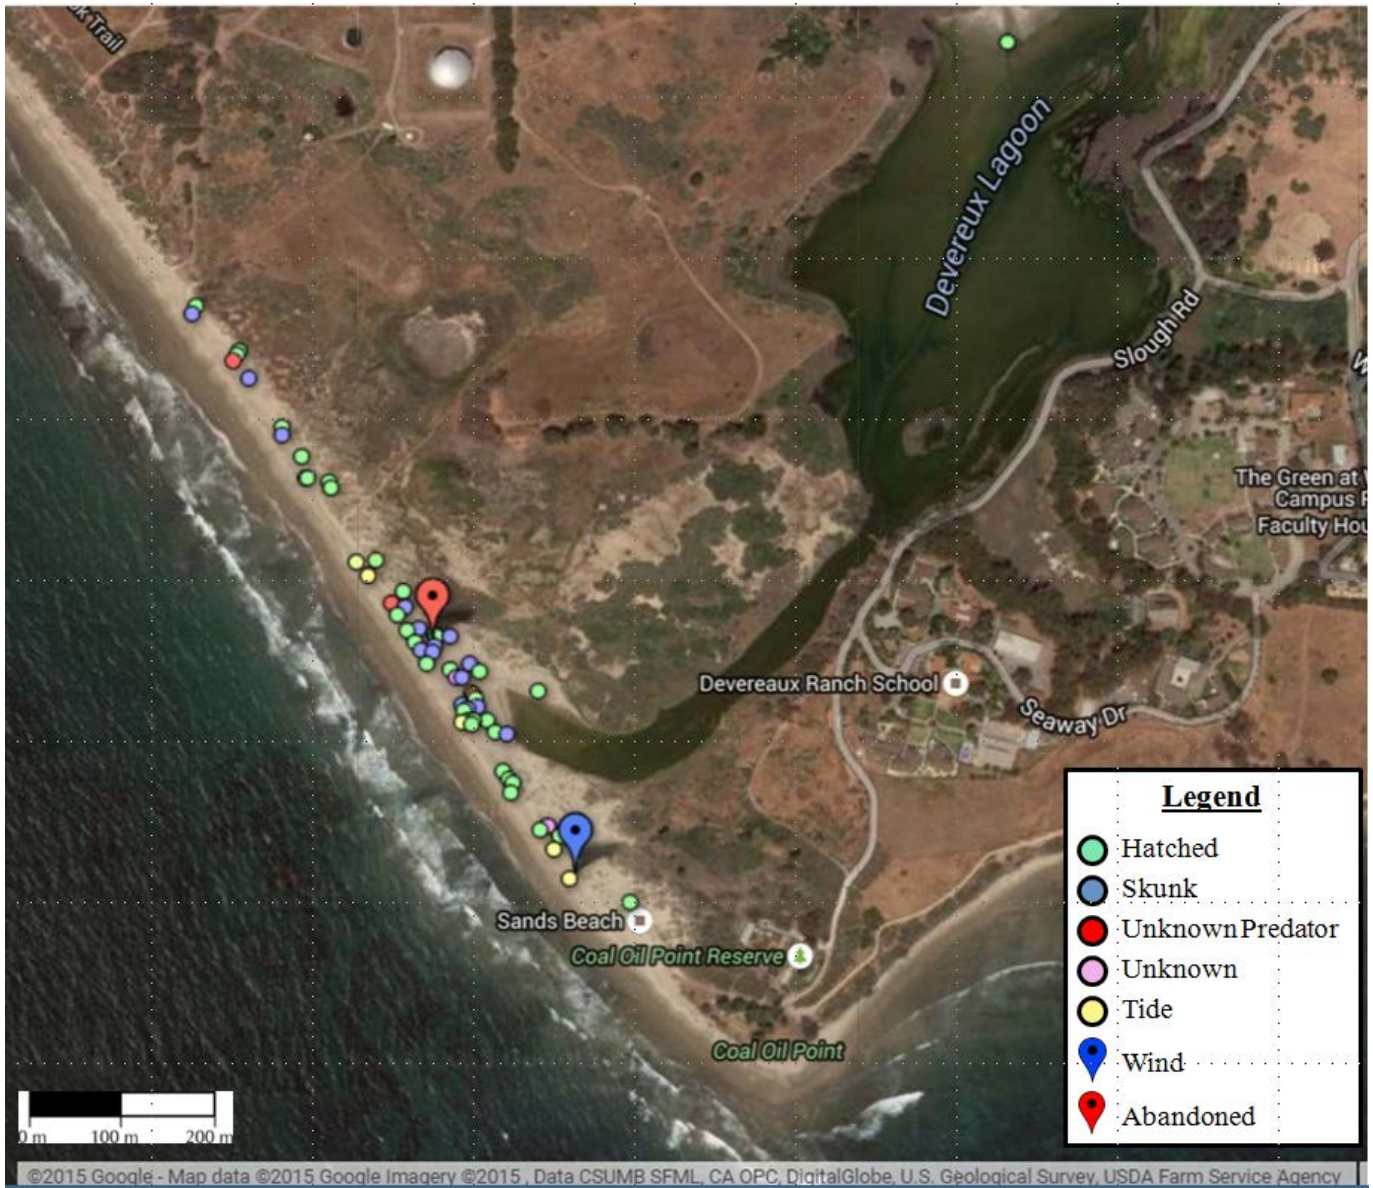 Trail
Devereux Lagoon
Slough Rd
The Green at
Campus
Faculty Hou
Devereaux Ranch School
Seaway Dr
Legend
Hatched
Skunk
Unknown Predator
Unknown
Tide
Wind
Abandoned
Sands Beach
Coal Oil Point Reserve
Coal Oil Point
0 m 100 m 200 m
©2015 Google - Map data ©2015 Google Imagery ©2015 , Data CSUMB SFML, CA OPC, DigitalGlobe, U.S. Geological Survey, USDA Farm Service Agency